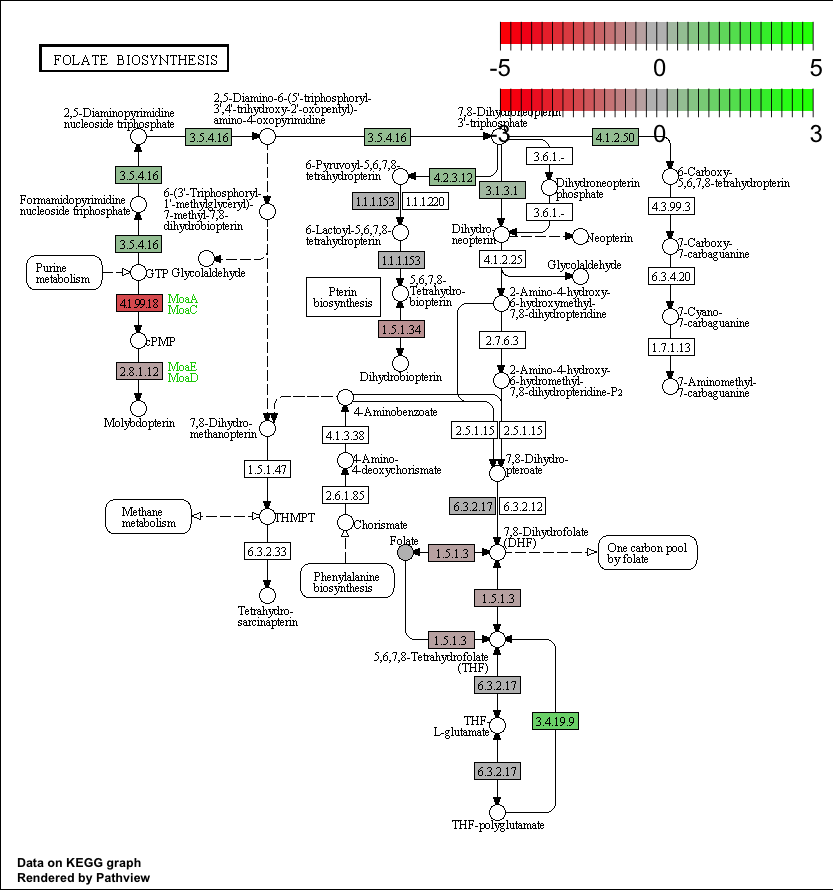 FOLATE BIOSYNTHESIS
-5
0
5
-3
0
3
2,5-Diaminopyrimidine
nucleoside triphosphate
2,5-Diamino-6-(5'-triphosphoryl-
3',4'-trihydroxy-2'-oxopentyl)-
amino-4-oxopyrimidine
7,8-Dihydroneopterin
3'-triphosphate
3.5.4.16
3.5.4.16
4.1.2.50
3.6.1.-
6-Pyruvoyl-5,6,7,8-
tetrahydropterin
4.2.3.12
3.1.3.1
Dihydroneopterin
phosphate
6-Carboxy-
5,6,7,8-tetrahydropterin
3.5.4.16
6-(3'-Triphosphoryl-
1'-methylglyceryl)-
7-methyl-7,8-
dihydrobiopterin
1.1.1.153
1.1.1.220
3.6.1.-
4.3.99.3
Formamidopyrimidine
nucleoside triphosphate
6-Lactoyl-5,6,7,8-
tetrahydropterin
Dihydro-
neopterin
Neopterin
7-Carboxy-
7-carbaguanine
3.5.4.16
1.1.1.153
4.1.2.25
Purine
metabolism
GTP
Glycolaldehyde
Glycolaldehyde
6.3.4.20
Pterin
biosynthesis
5,6,7,8-
Tetrahydro-
biopterin
2-Amino-4-hydroxy-
6-hydroxymethyl-
7,8-dihydropteridine
4.1.99.18
MoaA
MoaC
7-Cyano-
7-carbaguanine
1.5.1.34
cPMP
2.7.6.3
1.7.1.13
2.8.1.12
MoaE
MoaD
Dihydrobiopterin
2-Amino-4-hydroxy-
6-hydromethyl-
7,8-dihydropteridine-P2
7-Aminomethyl-
7-carbaguanine
Molybdopterin
7,8-Dihydro-
methanopterin
4-Aminobenzoate
4.1.3.38
2.5.1.15
2.5.1.15
1.5.1.47
4-Amino-
4-deoxychorismate
7,8-Dihydro-
pteroate
2.6.1.85
6.3.2.17
6.3.2.12
Methane
metabolism
THMPT
Chorismate
7,8-Dihydrofolate
(DHF)
6.3.2.33
Folate
1.5.1.3
One carbon pool
by folate
Phenylalanine
biosynthesis
1.5.1.3
Tetrahydro-
sarcinapterin
1.5.1.3
5,6,7,8-Tetrahydrofolate
(THF)
6.3.2.17
THF-
L-glutamate
3.4.19.9
6.3.2.17
THF-polyglutamate
Data on KEGG graph
Rendered by Pathview